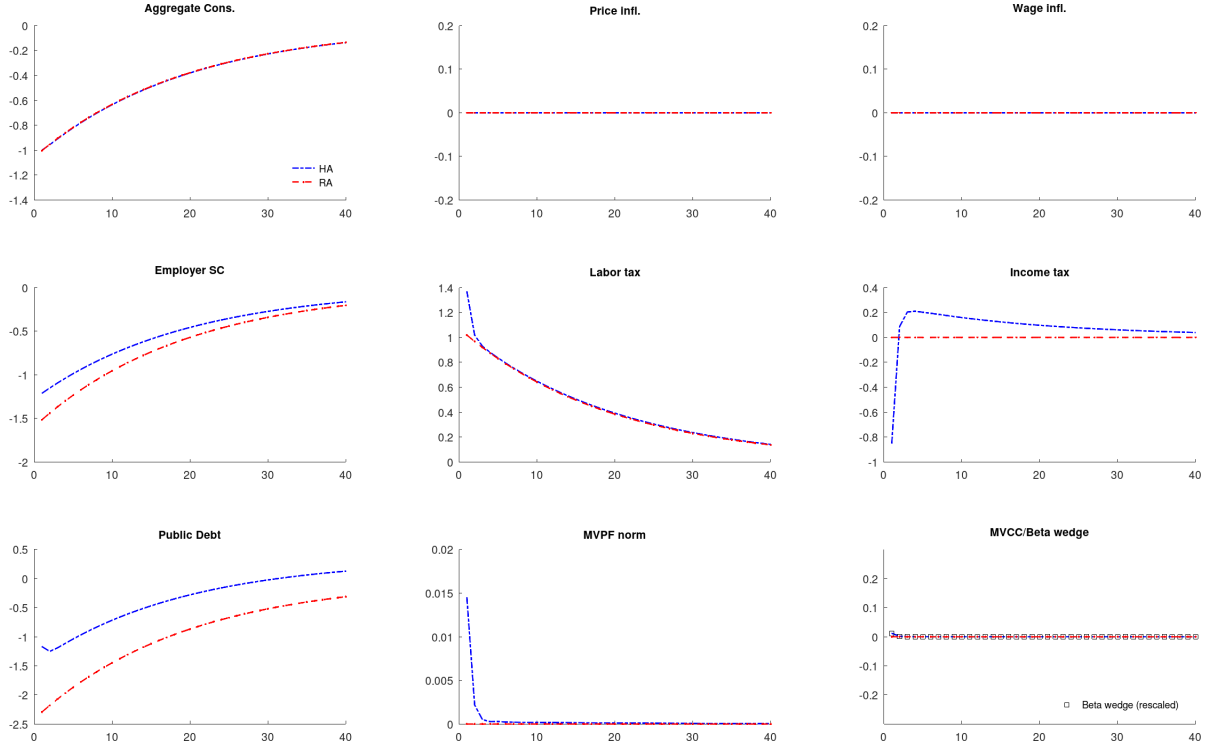 Aggregate Cons.
0
-0.2
-0.4
-0.6
-0.8
-1
-1.2
-1.4
0 10 20 30 40
HA
RA
Price infl.
0.2
0.1
0
-0.1
-0.2
0 10 20 30 40
Wage infl.
0.2
0.1
0
-0.1
-0.2
0 10 20 30 40
Employer SC
0
-0.5
-1
-1.5
-2
0 10 20 30 40
Labor tax
1.4
1.2
1
0.8
0.6
0.4
0.2
0
0 10 20 30 40
Income tax
0.4
0.2
0
-0.2
-0.4
-0.6
-0.8
-1
0 10 20 30 40
Public Debt
0.5
0
-0.5
-1
-1.5
-2
-2.5
0 10 20 30 40
MVPF norm
0.02
0.015
0.01
0.005
0
0 10 20 30 40
MVCC/Beta wedge
0.2
0.1
0
-0.1
-0.2
0 10 20 30 40
Beta wedge (rescaled)